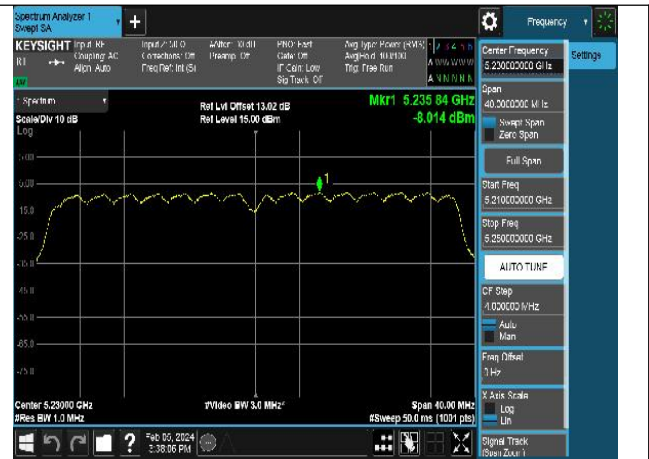 Spectrum Analyzer 1
Swept SA
Frequency
KEYSIGHT
Input: RF
Coupling: AC
Align: Auto
Corrections: Off
Freq Ref: Int (S)
Preamp: Off
PNO: Fast
Gate: Off
IF Gain: Low
Sig Track: Off
Avg Type: Power (RMS)
Trig: Free Run
A N N N N N
Center Frequency
5.230000000 GHz
Settings
Span
40.0000000 MHz
Swept Span
Zero Span
Full Span
Start Freq
5.210000000 GHz
Stop Freq
5.250000000 GHz
AUTO TUNE
CF Step
4.000000 MHz
Auto
Man
Freq Offset
0 Hz
X Axis Scale
Log
Lin
Signal Track
(Span Zoom)
Spectrum
Scale/Div 10 dB
Log
Ref Lvl Offset 13.02 dB
Ref Level 15.00 dBm
Mkr1 5.235 84 GHz
-8.014 dBm
1
Center 5.23000 GHz
#Res BW 1.0 MHz
#Video BW 3.0 MHz*
Span 40.00 MHz
#Sweep 50.0 ms (1001 pts)
?
Feb 05, 2024